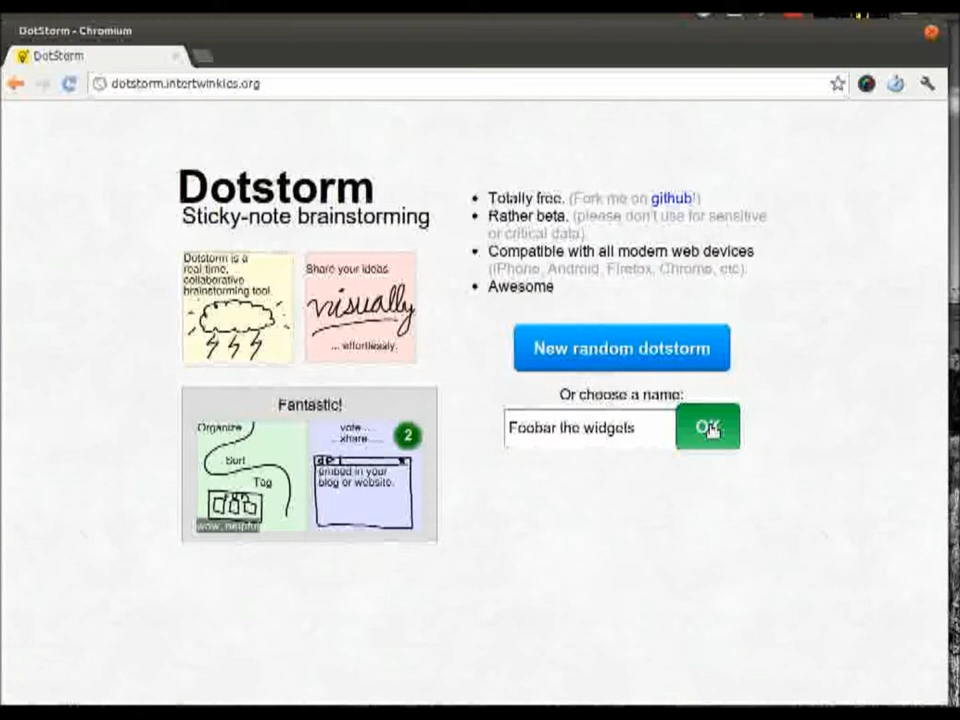 DotStorm - Chromium
DotStorm
dotstorm.intertwinkles.org
Dotstorm
Sticky-note brainstorming
Dotstorm is a
real time,
collaborative
brainstorming tool.
Share your ideas
visually
... effortlessly.
Fantastic!
Organize
Sort
Tag
wow, helpful
vote ...
... share ...
2
embed in your
blog or website.
Totally free. (Fork me on github!)
Rather beta. (please don't use for sensitive
or critical data).
Compatible with all modern web devices
(iPhone, Android, Firefox, Chrome, etc).
Awesome
New random dotstorm
Or choose a name:
Foobar the widgets
OK